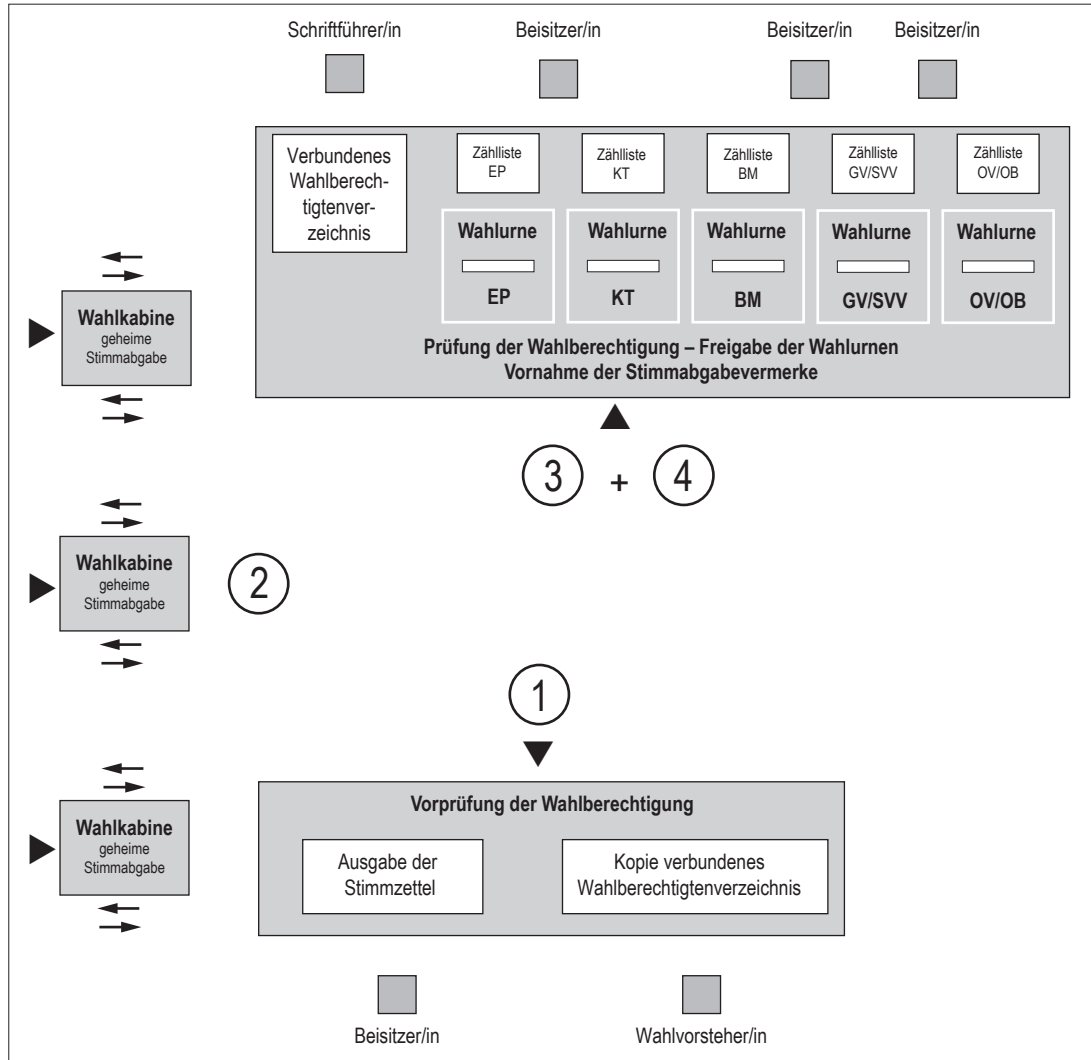 Schriftführer/in
Beisitzer/in
Beisitzer/in
Beisitzer/in
Verbundenes
Wahlberech-
tigtenver-
zeichnis
Zählliste
EP
Zählliste
KT
Zählliste
BM
Zählliste
GV/SVV
Zählliste
OV/OB
Wahlurne
EP
Wahlurne
KT
Wahlurne
BM
Wahlurne
GV/SVV
Wahlurne
OV/OB
Prüfung der Wahlberechtigung – Freigabe der Wahlurnen
Vornahme der Stimmabgabevermerke
Wahlkabine
geheime
Stimmabgabe
3 + 4
Wahlkabine
geheime
Stimmabgabe
2
1
Wahlkabine
geheime
Stimmabgabe
Vorprüfung der Wahlberechtigung
Ausgabe der
Stimmzettel
Kopie verbundenes
Wahlberechtigtenverzeichnis
Beisitzer/in
Wahlvorsteher/in